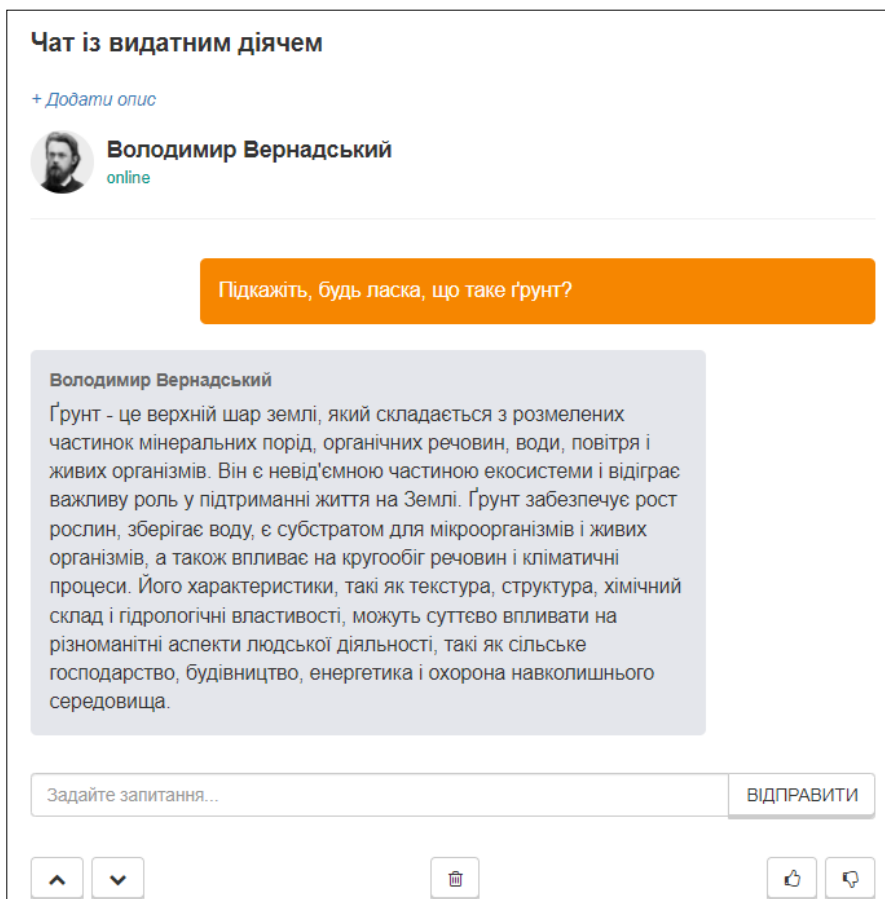 Чат із видатним діячем
+ Додати опис
Володимир Вернадський
online
Підкажіть, будь ласка, що таке ґрунт?
Володимир Вернадський
Ґрунт - це верхній шар землі, який складається з розмелених
частинок мінеральних порід, органічних речовин, води, повітря і
живих організмів. Він є невід'ємною частиною екосистеми і відіграє
важливу роль у підтриманні життя на Землі. Ґрунт забезпечує рост
рослин, зберігає воду, є субстратом для мікроорганізмів і живих
організмів, а також впливає на кругообіг речовин і кліматичні
процеси. Його характеристики, такі як текстура, структура, хімічний
склад і гідрологічні властивості, можуть суттєво впливати на
різноманітні аспекти людської діяльності, такі як сільське
господарство, будівництво, енергетика і охорона навколишнього
середовища.
Задайте запитання...
ВІДПРАВИТИ